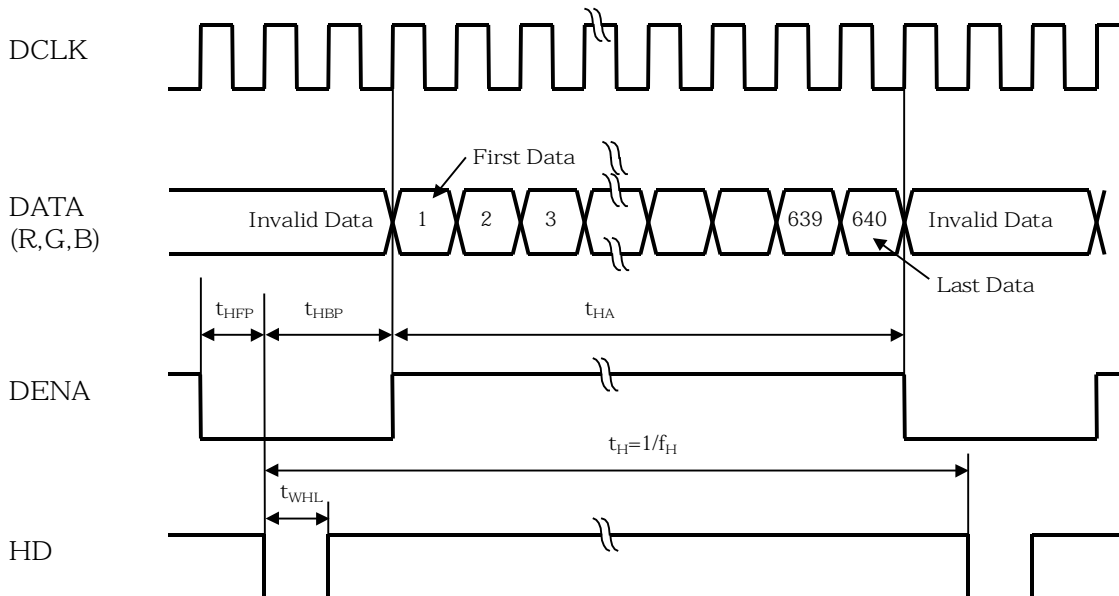 DCLK
First Data
DATA
(R,G,B)
Invalid Data 1 2 3 639 640 Invalid Data
Last Data
tHFP tHBP tHA
DENA
tH=1/fH
tWHL
HD